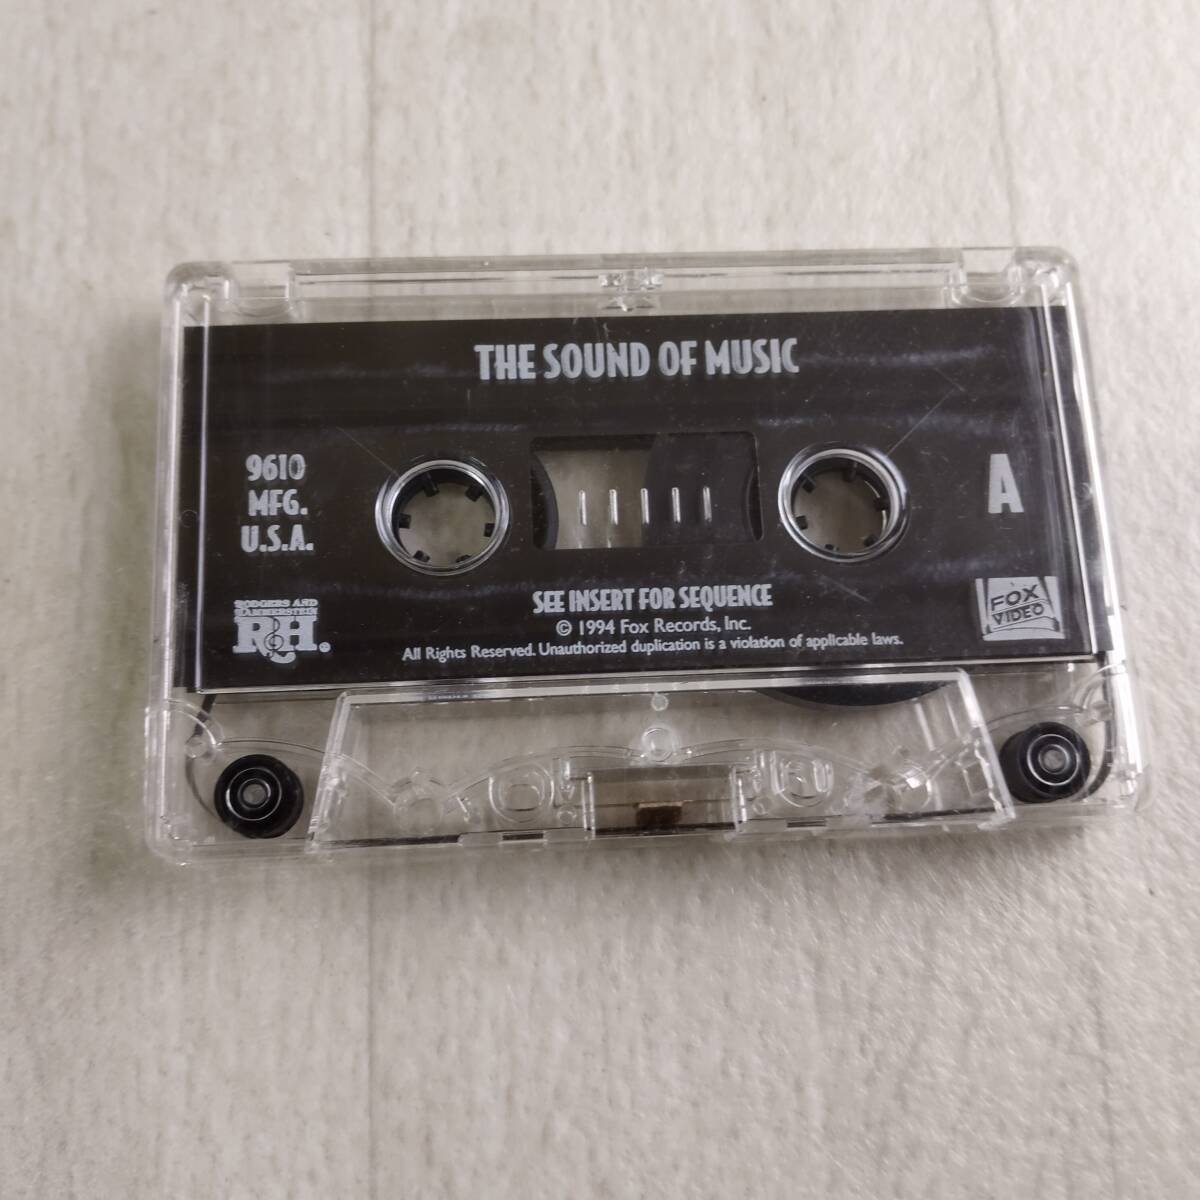 THE SOUND OF MUSIC
9610
MFG.
U.S.A.
A
SEE INSERT FOR SEQUENCE
© 1994 Fox Records, Inc.
All Rights Reserved. Unauthorized duplication is a violation of applicable laws.
RODGERS AND
HAMMERSTEIN
R&H®
FOX
VIDEO